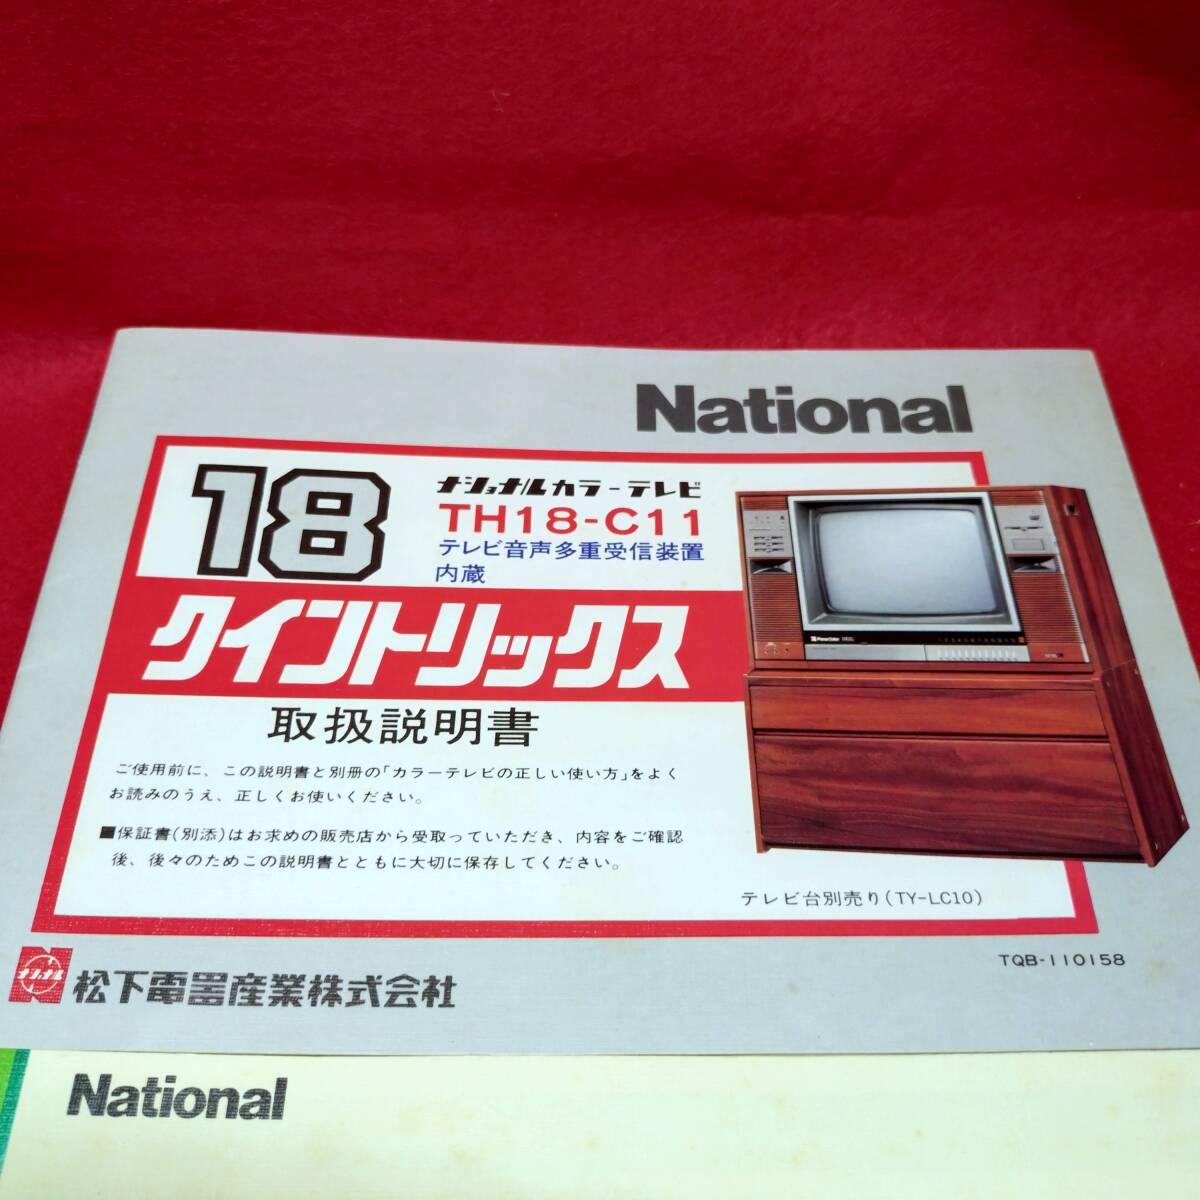 National
18
ナショナルカラーテレビ
TH18-C11
テレビ音声多重受信装置
内蔵
クイントリックス
取扱説明書
ご使用前に、この説明書と別冊の「カラーテレビの正しい使い方」をよく
お読みのうえ、正しくお使いください。
■保証書(別添)はお求めの販売店から受取っていただき、内容をご確認
後、後々のためこの説明書とともに大切に保存してください。
テレビ台別売り(TY-LC10)
TQB-110158
ナショナル
松下電器産業株式会社
National